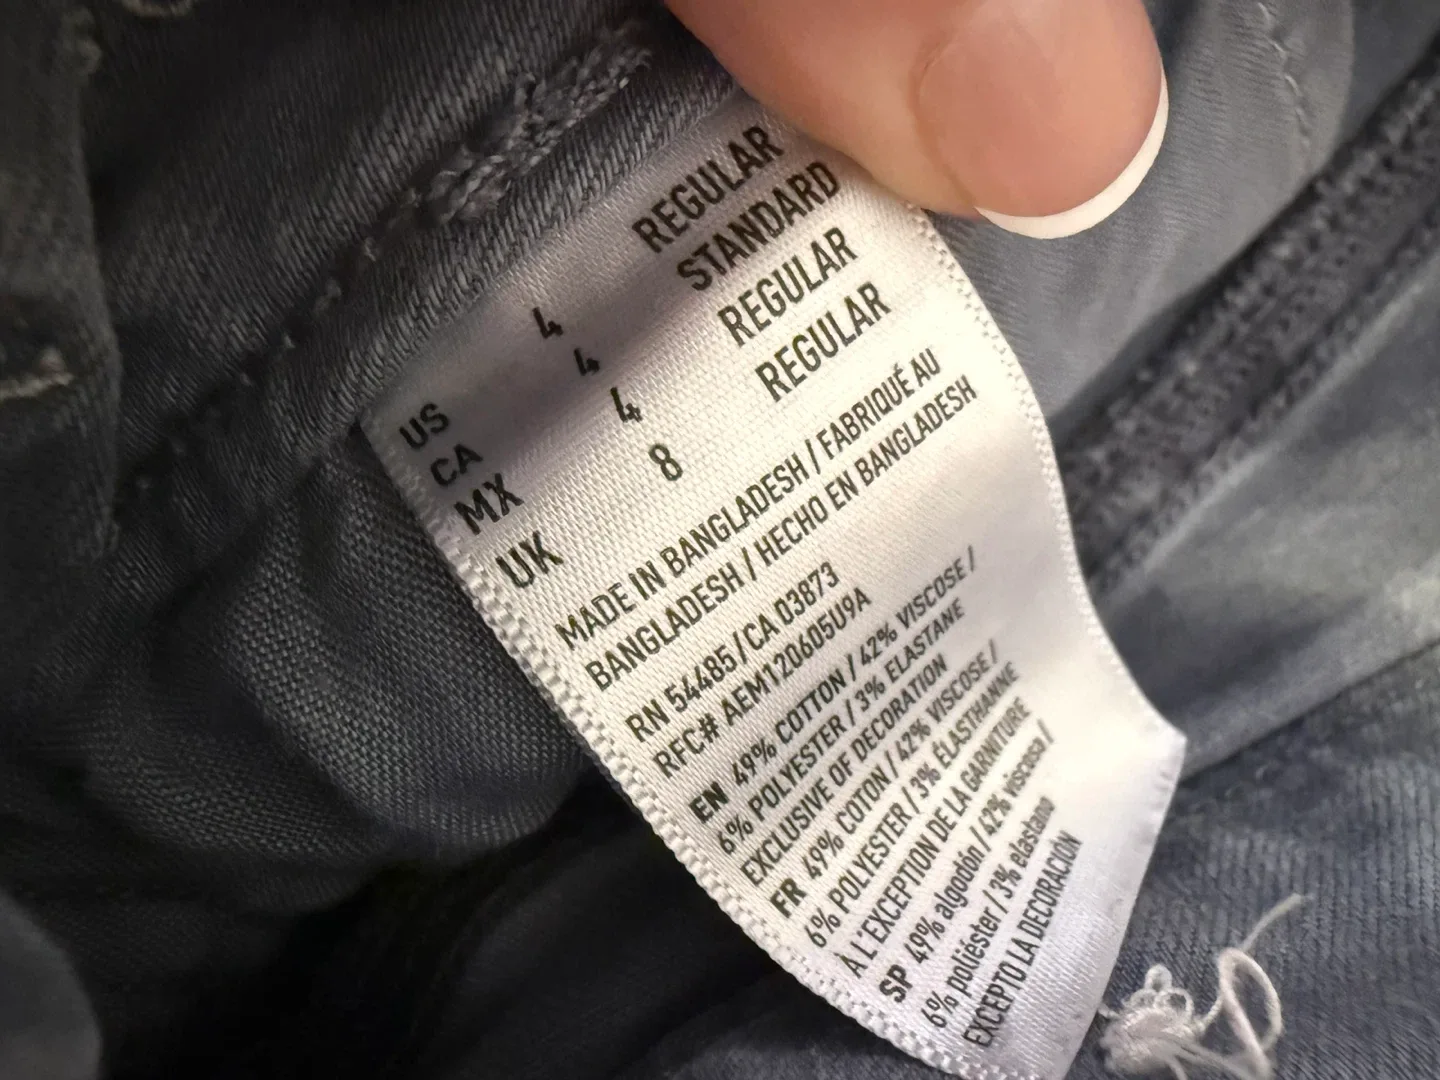 US 4 REGULAR
CA 4 STANDARD
MX 4 REGULAR
UK 8 REGULAR
MADE IN BANGLADESH / FABRIQUÉ AU
BANGLADESH / HECHO EN BANGLADESH
RN 54485 / CA 03873
RFC# AEM120605U9A
EN 49% COTTON / 42% VISCOSE /
6% POLYESTER / 3% ELASTANE
EXCLUSIVE OF DECORATION
FR 49% COTON / 42% VISCOSE /
6% POLYESTER / 3% ÉLASTHANNE
À L'EXCEPTION DE LA GARNITURE
SP 49% algodón / 42% viscosa /
6% poliéster / 3% elastano
EXCEPTO LA DECORACIÓN